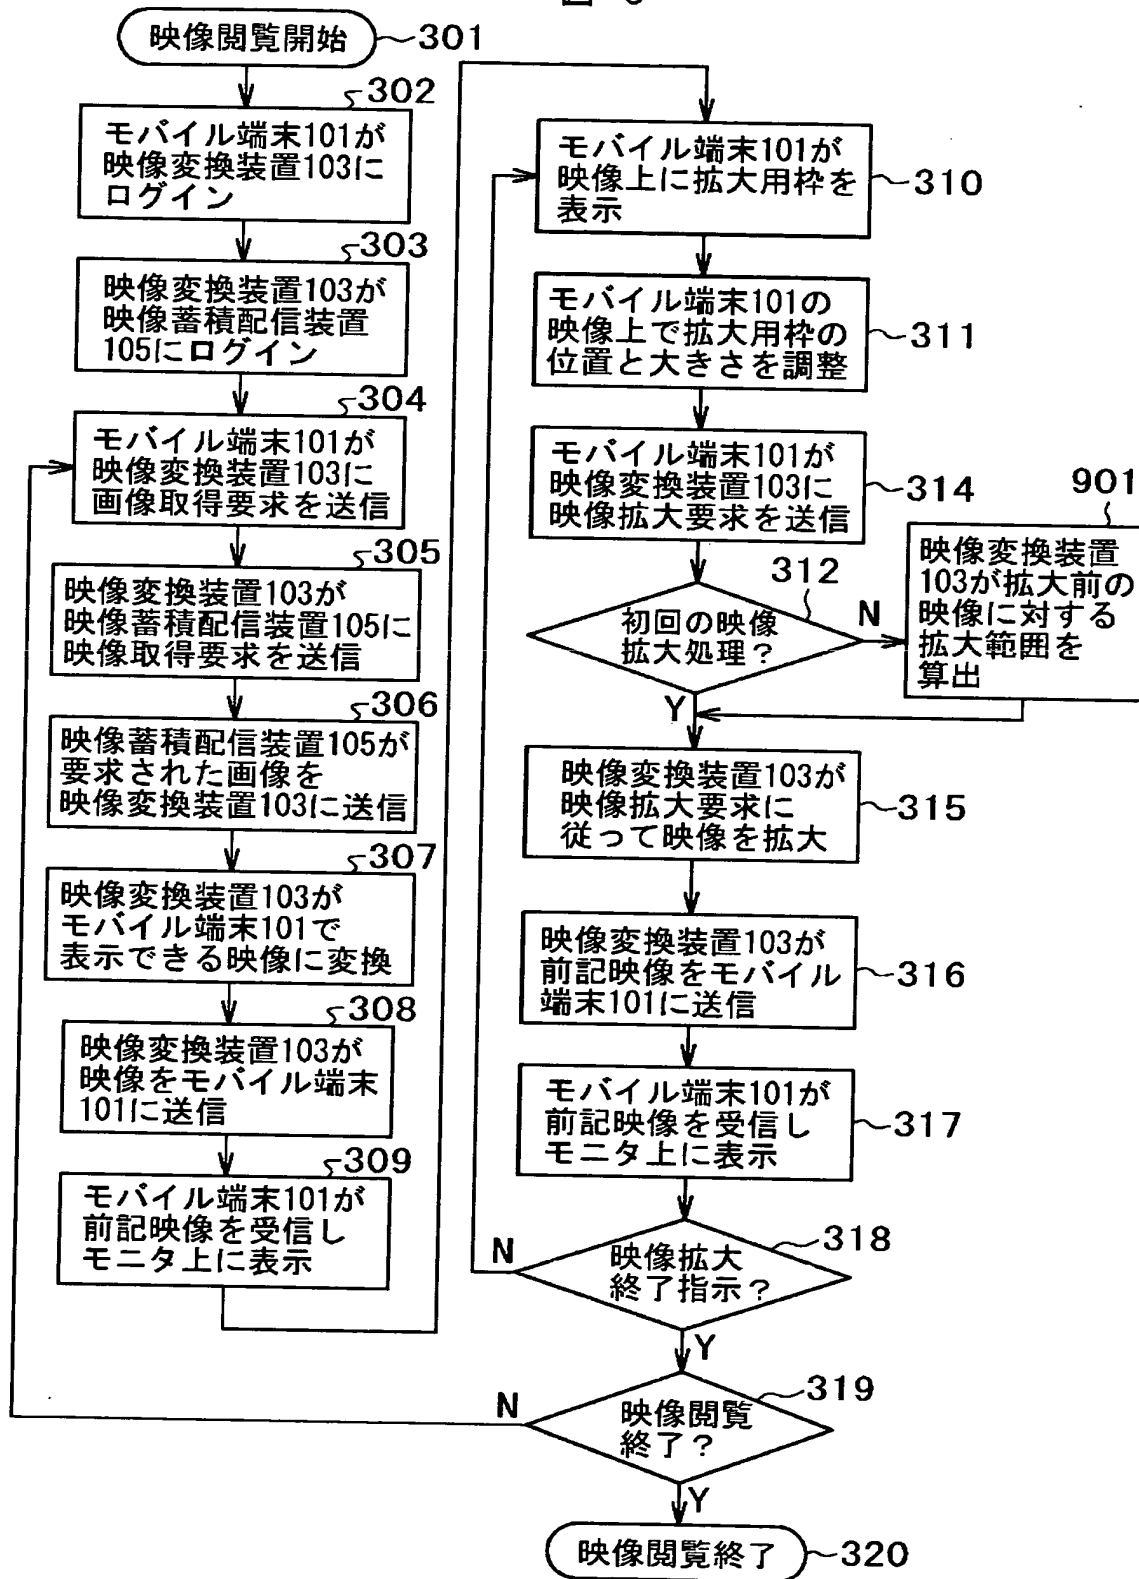 映像閲覧開始
301
302
モバイル端末101が
映像変換装置103に
ログイン
303
映像変換装置103が
映像蓄積配信装置
105にログイン
304
モバイル端末101が
映像変換装置103に
画像取得要求を送信
305
映像変換装置103が
映像蓄積配信装置105に
映像取得要求を送信
306
映像蓄積配信装置105が
要求された画像を
映像変換装置103に送信
307
映像変換装置103が
モバイル端末101で
表示できる映像に変換
308
映像変換装置103が
映像をモバイル端末
101に送信
309
モバイル端末101が
前記映像を受信し
モニタ上に表示
モバイル端末101が
映像上に拡大用枠を
表示
310
モバイル端末101の
映像上で拡大用枠の
位置と大きさを調整
311
モバイル端末101が
映像変換装置103に
映像拡大要求を送信
314
312
初回の映像
拡大処理？
N
Y
901
映像変換装置
103が拡大前の
映像に対する
拡大範囲を
算出
映像変換装置103が
映像拡大要求に
従って映像を拡大
315
映像変換装置103が
前記映像をモバイル
端末101に送信
316
モバイル端末101が
前記映像を受信し
モニタ上に表示
317
映像拡大
終了指示？
318
N
Y
映像閲覧
終了？
319
N
Y
映像閲覧終了
320